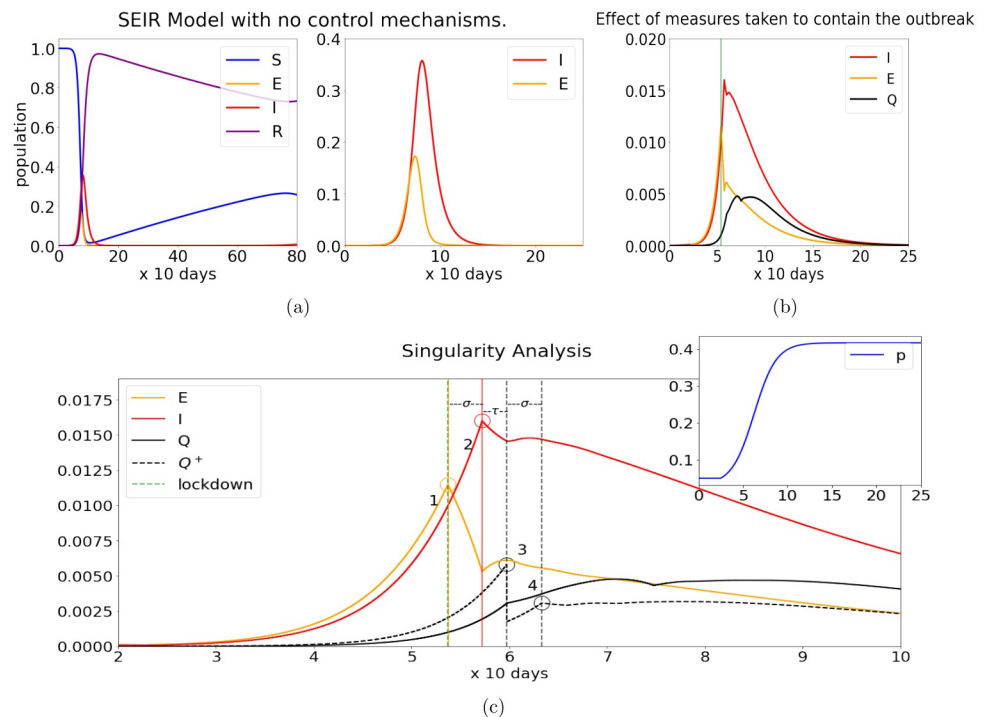 SEIR Model with no control mechanisms.
Effect of measures taken to contain the outbreak
population
1.0
0.8
0.6
0.4
0.2
0.0
0 20 40 60 80
x 10 days
S
E
I
R
0.4
0.3
0.2
0.1
0.0
0 10 20
x 10 days
I
E
(a)
0.020
0.015
0.010
0.005
0.000
0 5 10 15 20 25
x 10 days
I
E
Q
(b)
Singularity Analysis
0.0175
0.0150
0.0125
0.0100
0.0075
0.0050
0.0025
0.0000
2 3 4 5 6 7 8 9 10
x 10 days
E
I
Q
Q+
lockdown
σ
τ
σ
1
2
3
4
0.4
0.3
0.2
0.1
0 5 10 15 20 25
p
(c)